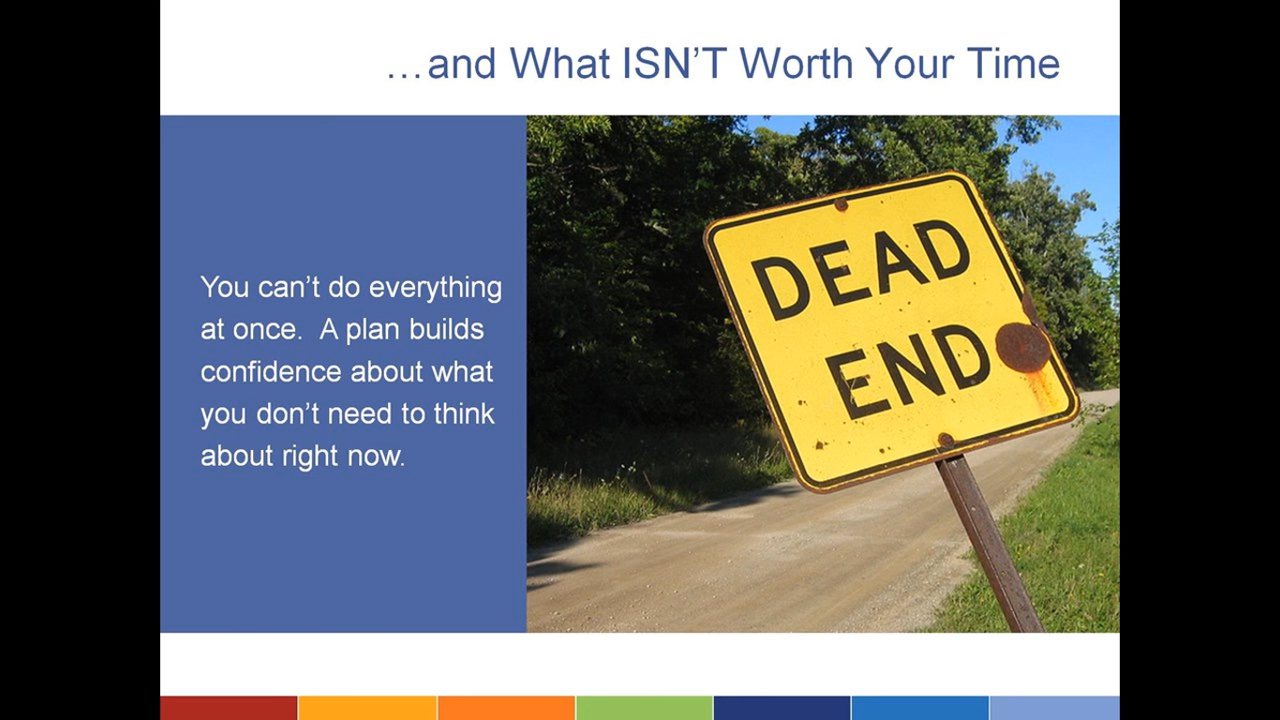 …and What ISN’T Worth Your Time
You can’t do everything
at once.  A plan builds
confidence about what
you don’t need to think
about right now.
DEAD
END